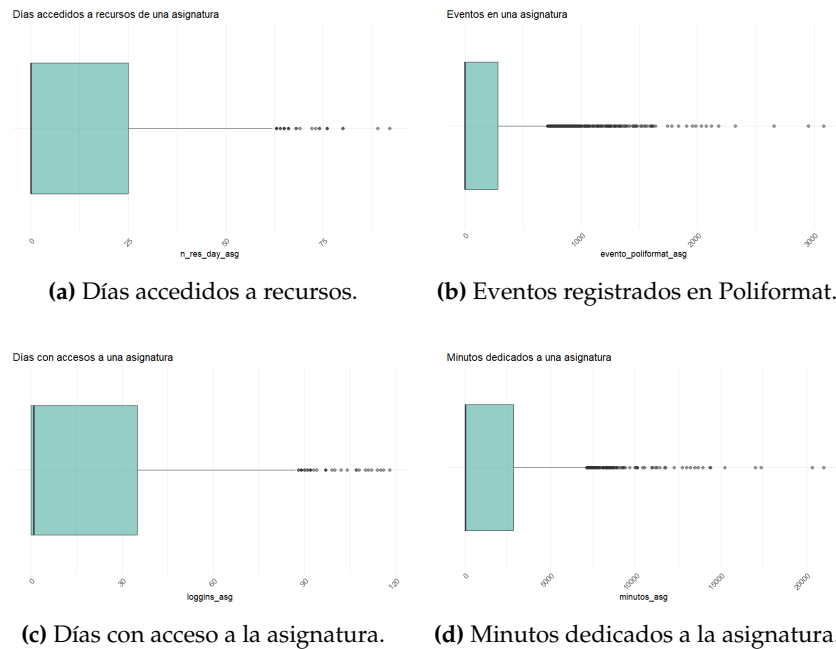 Días accedidos a recursos de una asignatura
0 25 50 75
n_res_day_asg
(a) Días accedidos a recursos.
Eventos en una asignatura
0 1000 2000 3000
evento_poliformat_asg
(b) Eventos registrados en Poliformat.
Días con accesos a una asignatura
0 30 60 90 120
loggins_asg
(c) Días con acceso a la asignatura.
Minutos dedicados a una asignatura
0 5000 10000 15000 20000
minutos_asg
(d) Minutos dedicados a la asignatura